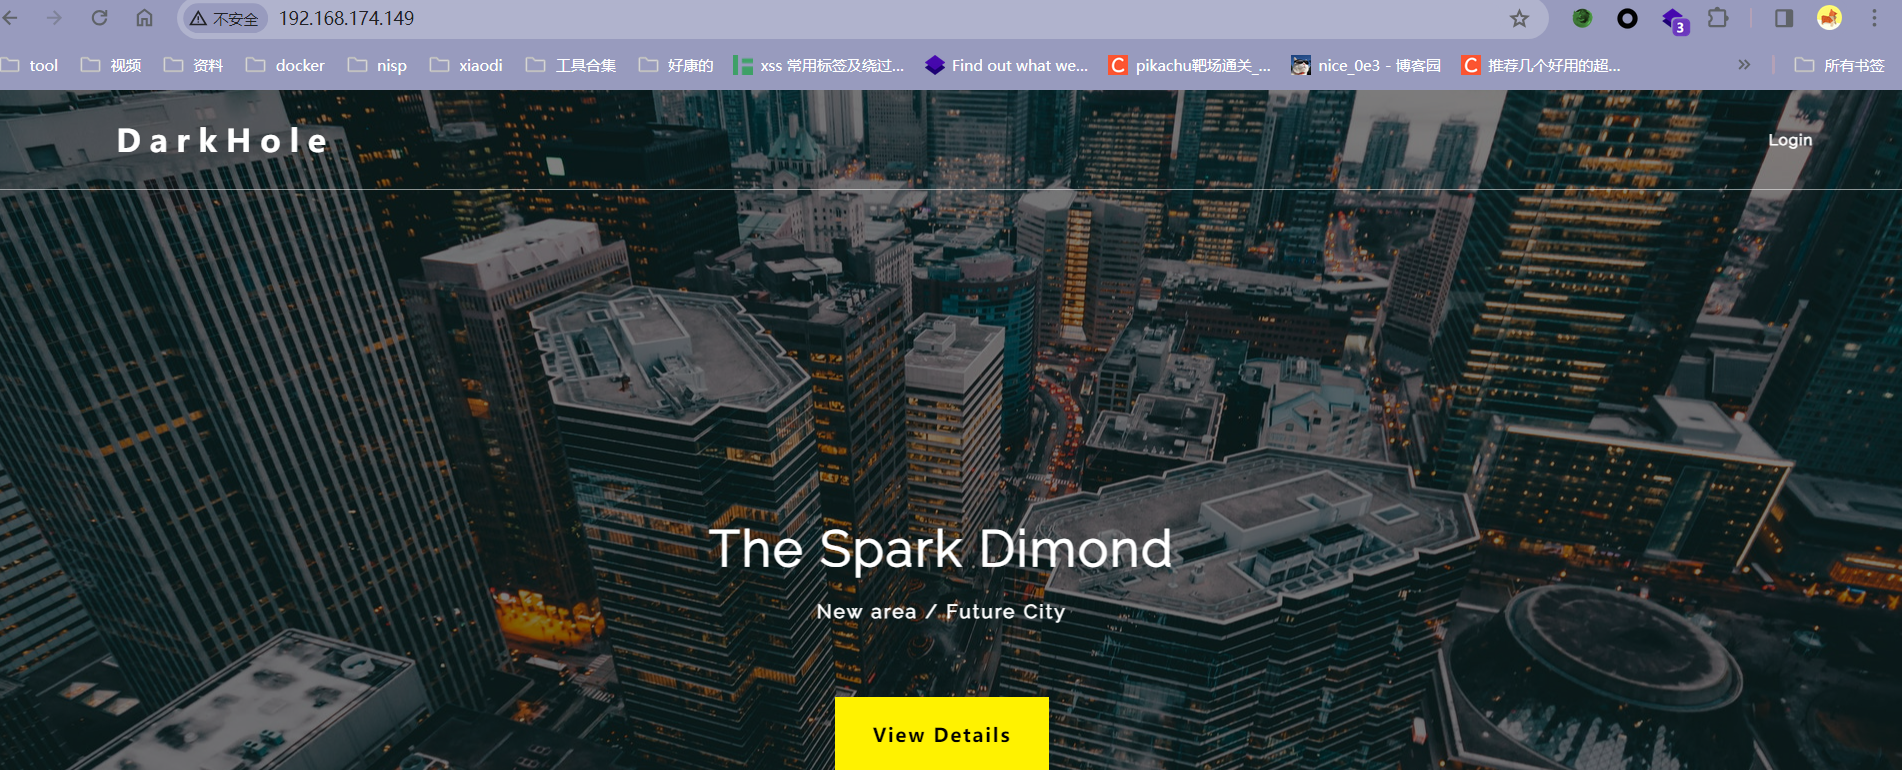 不安全 192.168.174.149
3
tool 视频 资料 docker nisp xiaodi 工具合集 好康的 xss 常用标签及绕过... Find out what we... pikachu靶场通关_... nice_0e3 - 博客园 推荐几个好用的超... » 所有书签
DarkHole
Login
The Spark Dimond
New area / Future City
View Details